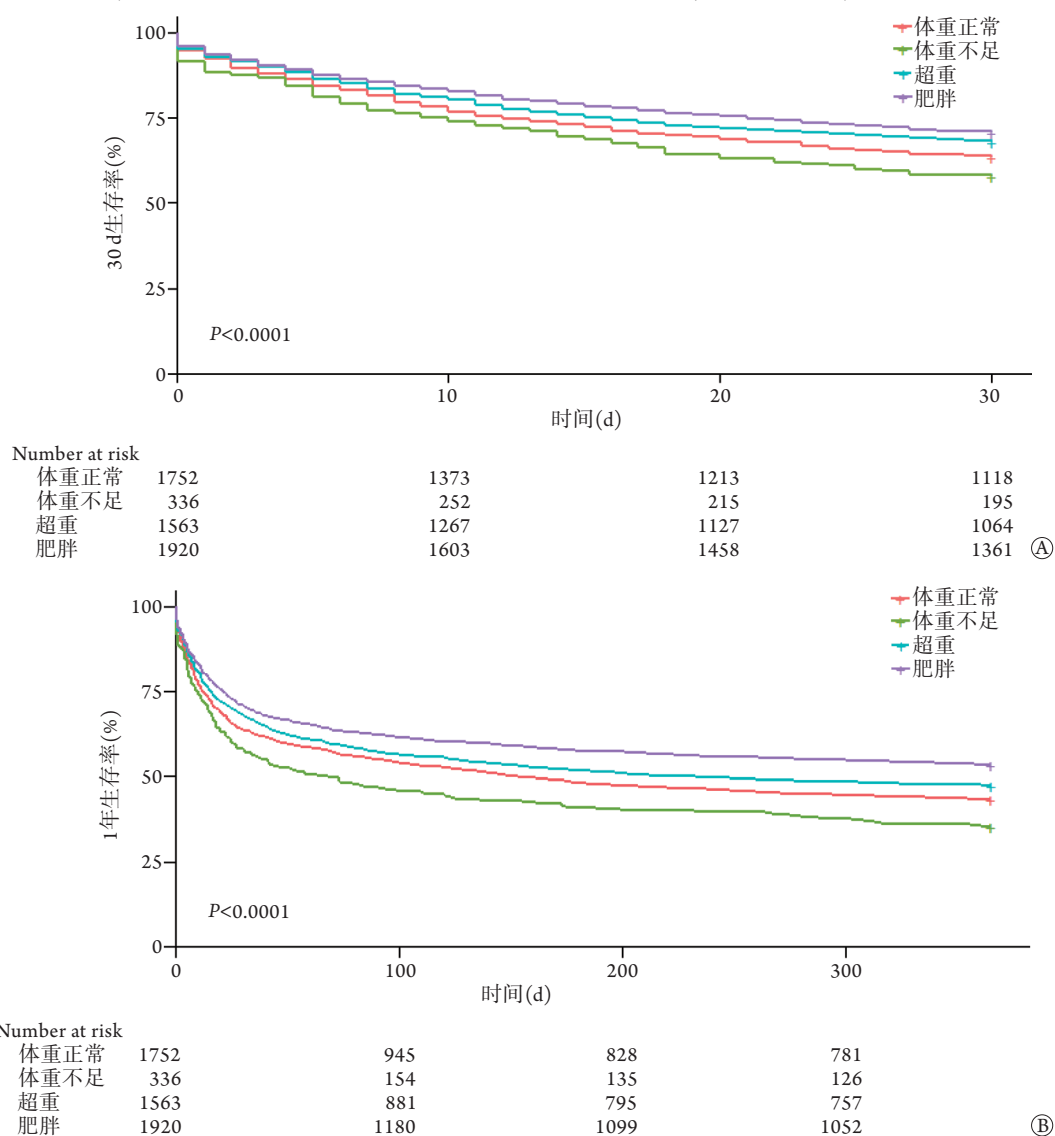 100
75
50
25
0
30 d生存率(%)
体重正常
体重不足
超重
肥胖
P<0.0001
0 10 20 30
时间(d)
Number at risk
体重正常 1752 1373 1213 1118
体重不足 336 252 215 195
超重 1563 1267 1127 1064
肥胖 1920 1603 1458 1361 Ⓐ
100
75
50
25
0
1年生存率(%)
体重正常
体重不足
超重
肥胖
P<0.0001
0 100 200 300
时间(d)
Number at risk
体重正常 1752 945 828 781
体重不足 336 154 135 126
超重 1563 881 795 757
肥胖 1920 1180 1099 1052 Ⓑ